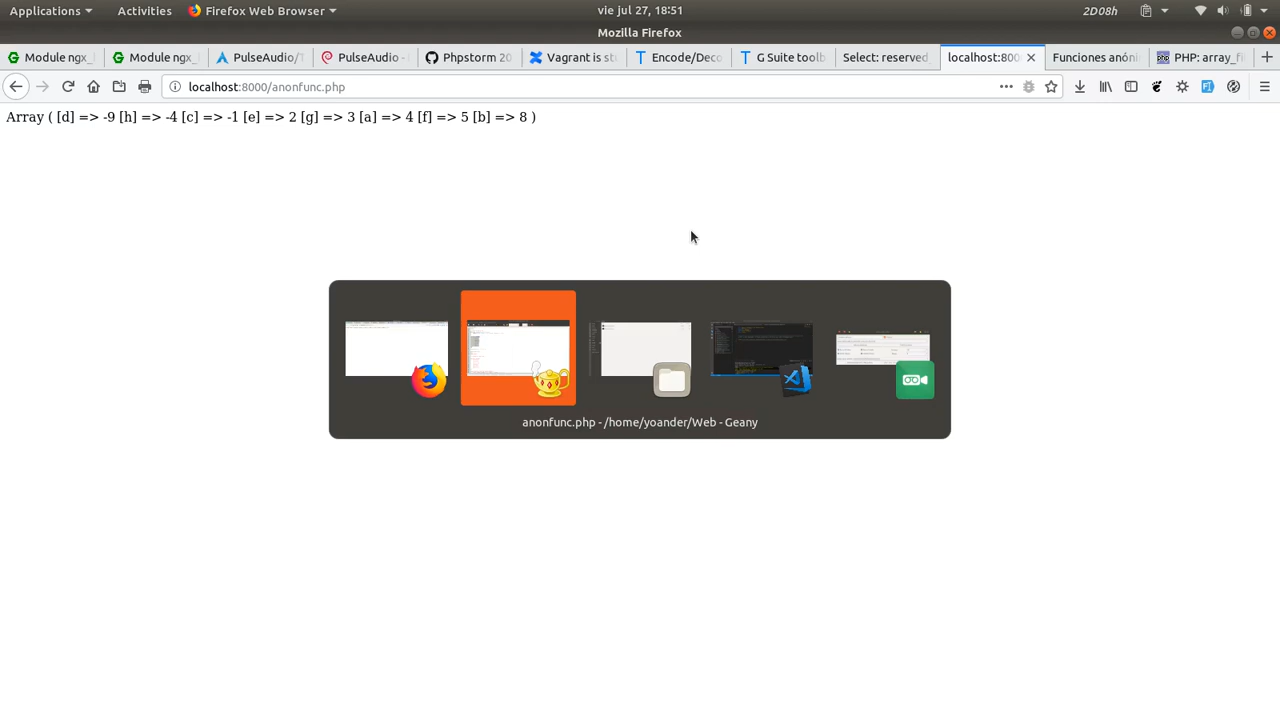 Applications Activities Firefox Web Browser vie jul 27, 18:51 2D08h
Mozilla Firefox
Module ngx_ Module ngx_ PulseAudio/T PulseAudio - Phpstorm 20 Vagrant is st Encode/Deco G Suite toolb Select: reserved_ localhost:800 Funciones anóni PHP: array_fi
localhost:8000/anonfunc.php
Array ( [d] => -9 [h] => -4 [c] => -1 [e] => 2 [g] => 3 [a] => 4 [f] => 5 [b] => 8 )
anonfunc.php - /home/yoander/Web - Geany